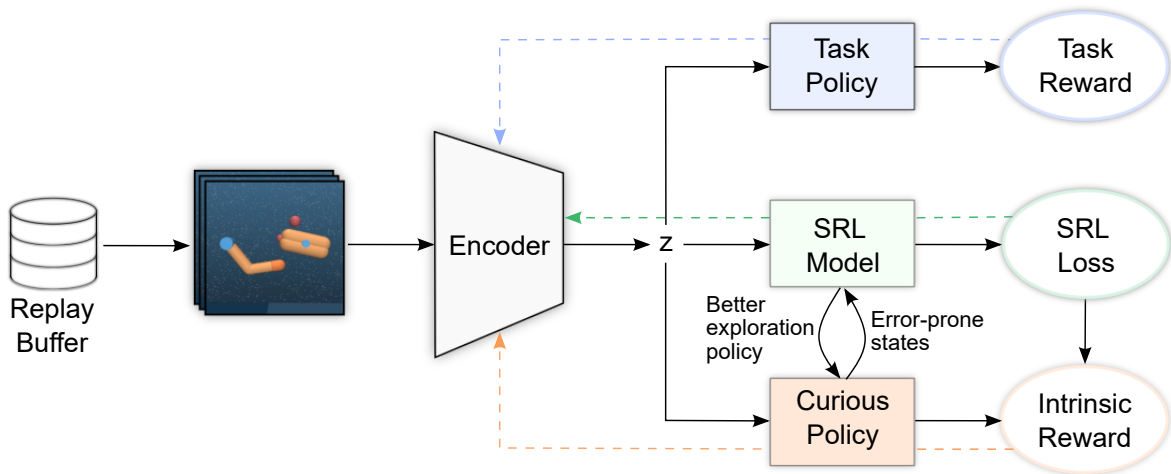 Replay
Buffer
Encoder
z
Task
Policy
Task
Reward
SRL
Model
SRL
Loss
Better
exploration
policy
Error-prone
states
Curious
Policy
Intrinsic
Reward